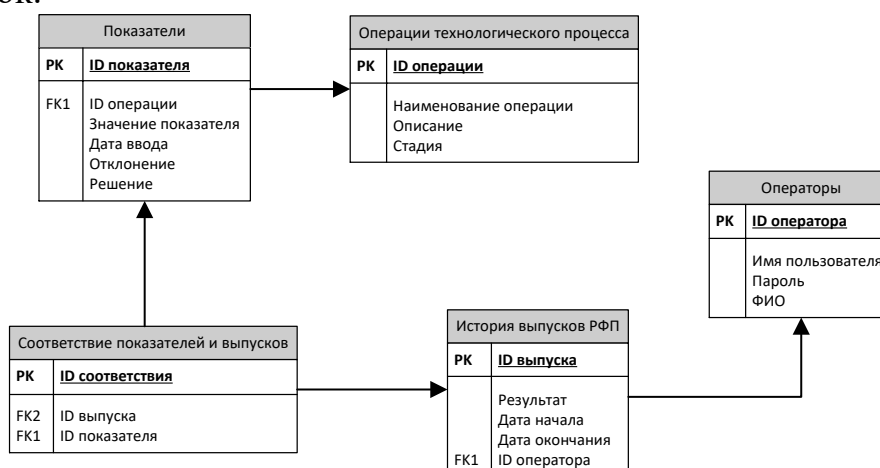 Показатели
PK ID показателя
FK1 ID операции
Значение показателя
Дата ввода
Отклонение
Решение
Операции технологического процесса
PK ID операции
Наименование операции
Описание
Стадия
Операторы
PK ID оператора
Имя пользователя
Пароль
ФИО
Соответствие показателей и выпусков
PK ID соответствия
FK2 ID выпуска
FK1 ID показателя
История выпусков РФП
PK ID выпуска
Результат
Дата начала
Дата окончания
FK1 ID оператора